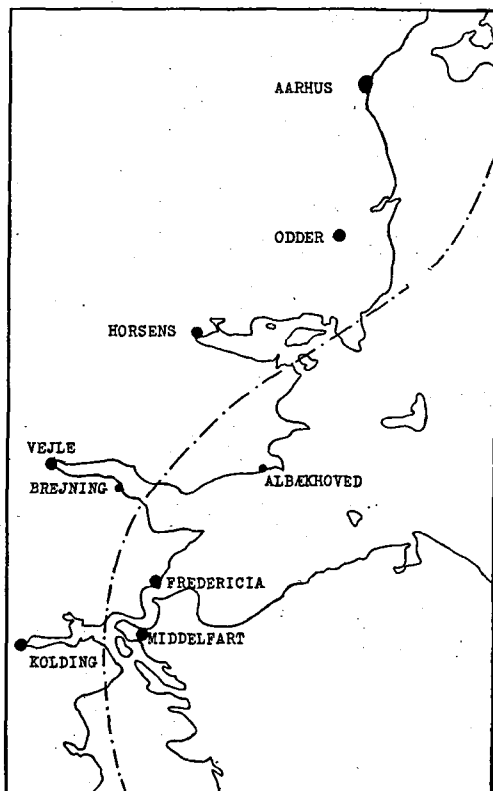 AARHUS
ODDER
HORSENS
VEJLE
BREJNING
ALBÆKHOVED
FREDERICIA
MIDDELFART
KOLDING